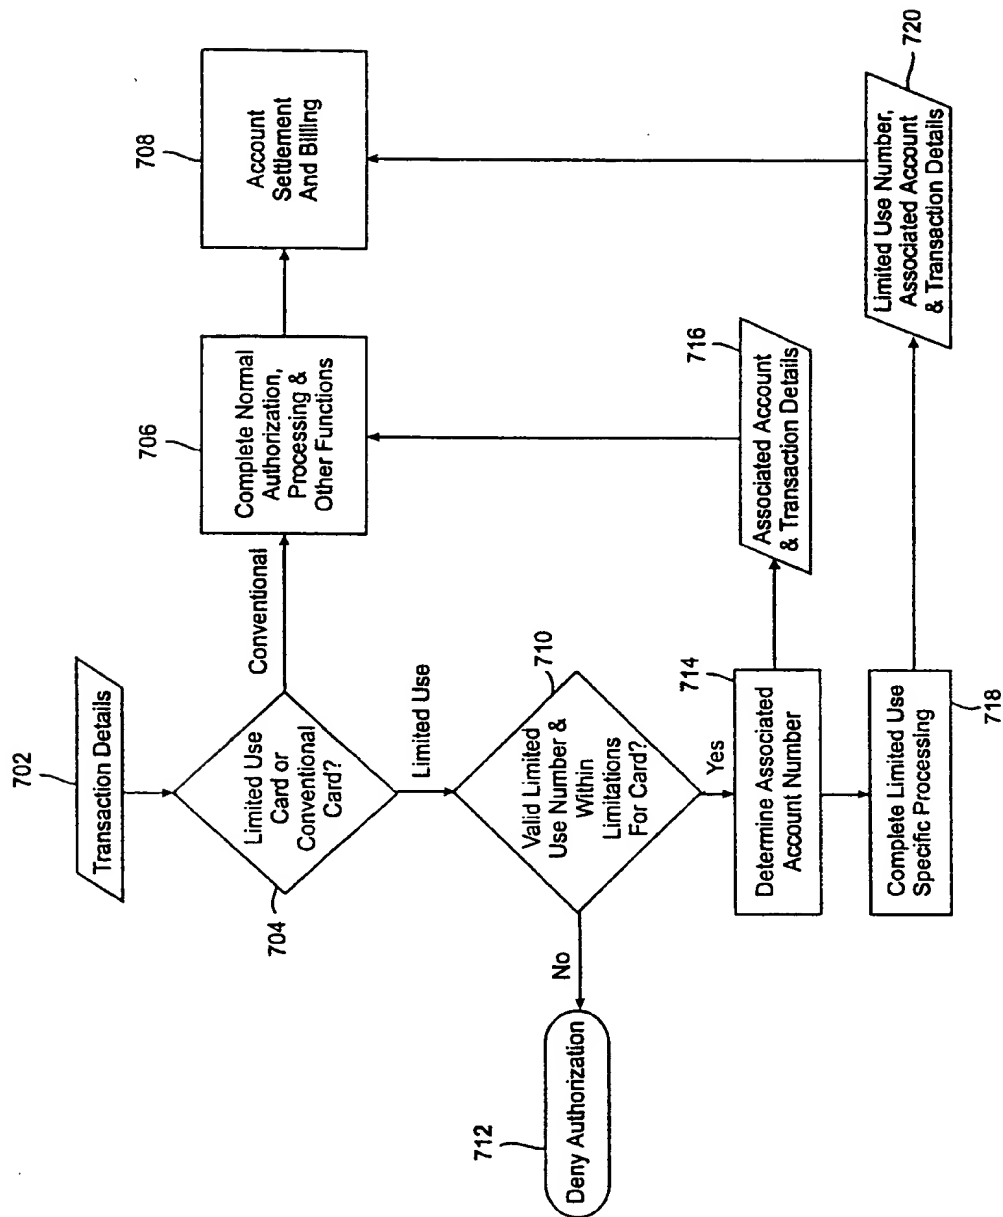 702
Transaction Details
704
Limited Use
Card or
Conventional
Card?
Conventional
706
Complete Normal
Authorization,
Processing &
Other Functions
708
Account
Settlement
And Billing
Limited Use
710
Valid Limited
Use Number &
Within
Limitations
For Card?
No
712
Deny Authorization
Yes
714
Determine Associated
Account Number
716
Associated Account
& Transaction Details
718
Complete Limited Use
Specific Processing
720
Limited Use Number,
Associated Account
& Transaction Details